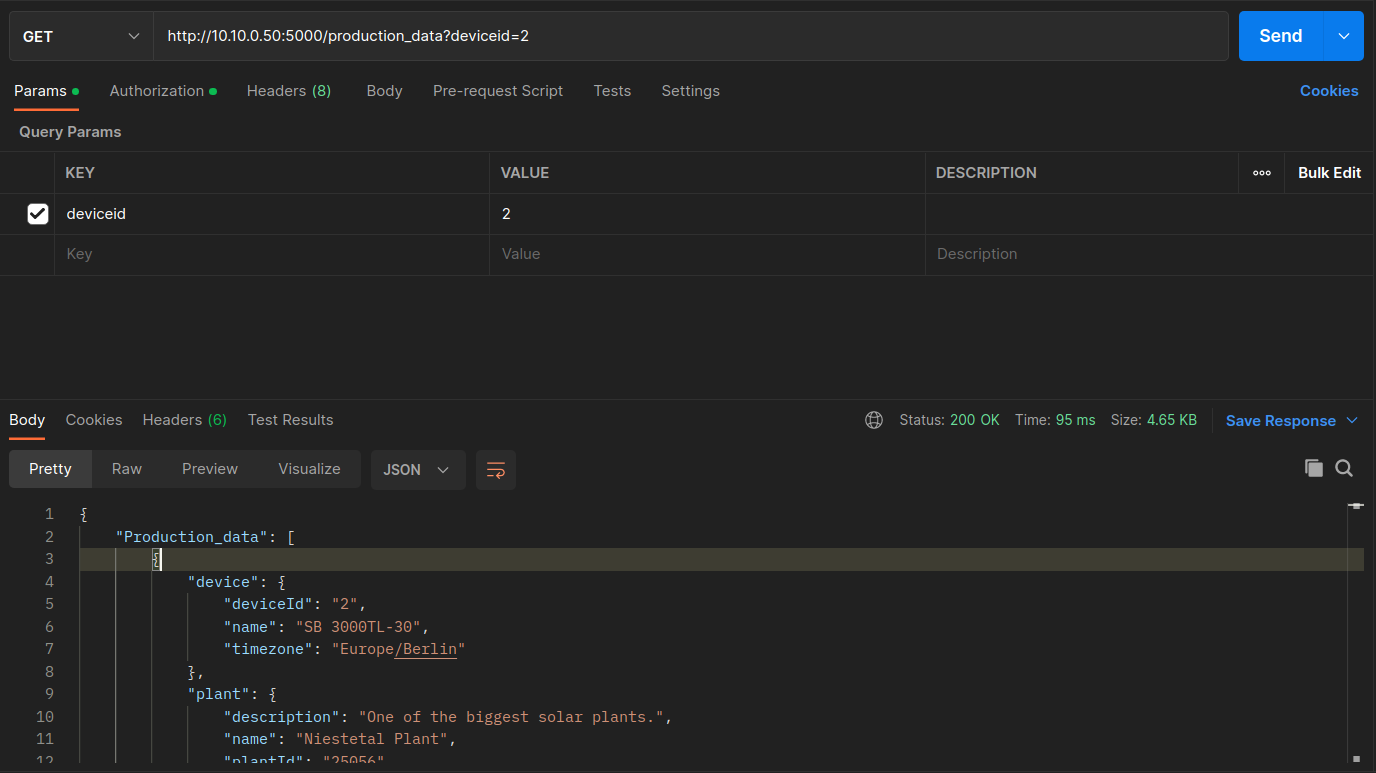 GET http://10.10.0.50:5000/production_data?deviceid=2 Send
Params Authorization Headers (8) Body Pre-request Script Tests Settings Cookies
Query Params
KEY VALUE DESCRIPTION ooo Bulk Edit
deviceid 2
Key Value Description
Body Cookies Headers (6) Test Results Status: 200 OK Time: 95 ms Size: 4.65 KB Save Response
Pretty Raw Preview Visualize JSON
1 {
2 "Production_data": [
3 {
4 "device": {
5 "deviceId": "2",
6 "name": "SB 3000TL-30",
7 "timezone": "Europe/Berlin"
8 },
9 "plant": {
10 "description": "One of the biggest solar plants.",
11 "name": "Niestetal Plant",
12 "plantId": "25056"